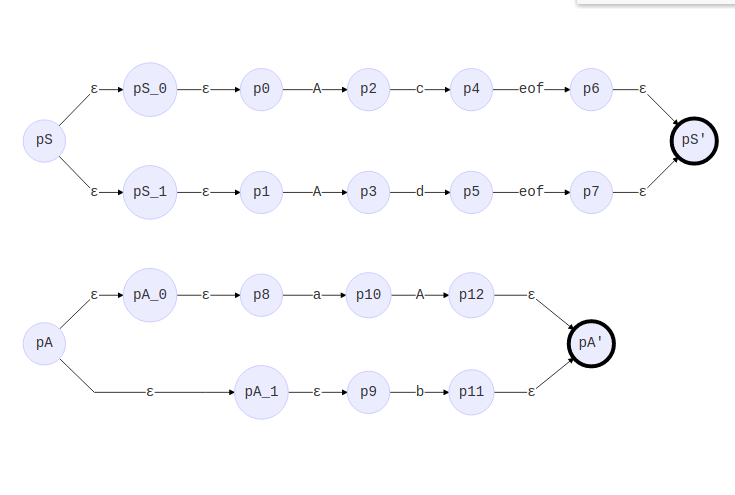 ε pS_0 ε p0 A p2 c p4 eof p6 ε
pS pS'
ε pS_1 ε p1 A p3 d p5 eof p7 ε
ε pA_0 ε p8 a p10 A p12 ε
pA pA'
ε pA_1 ε p9 b p11 ε